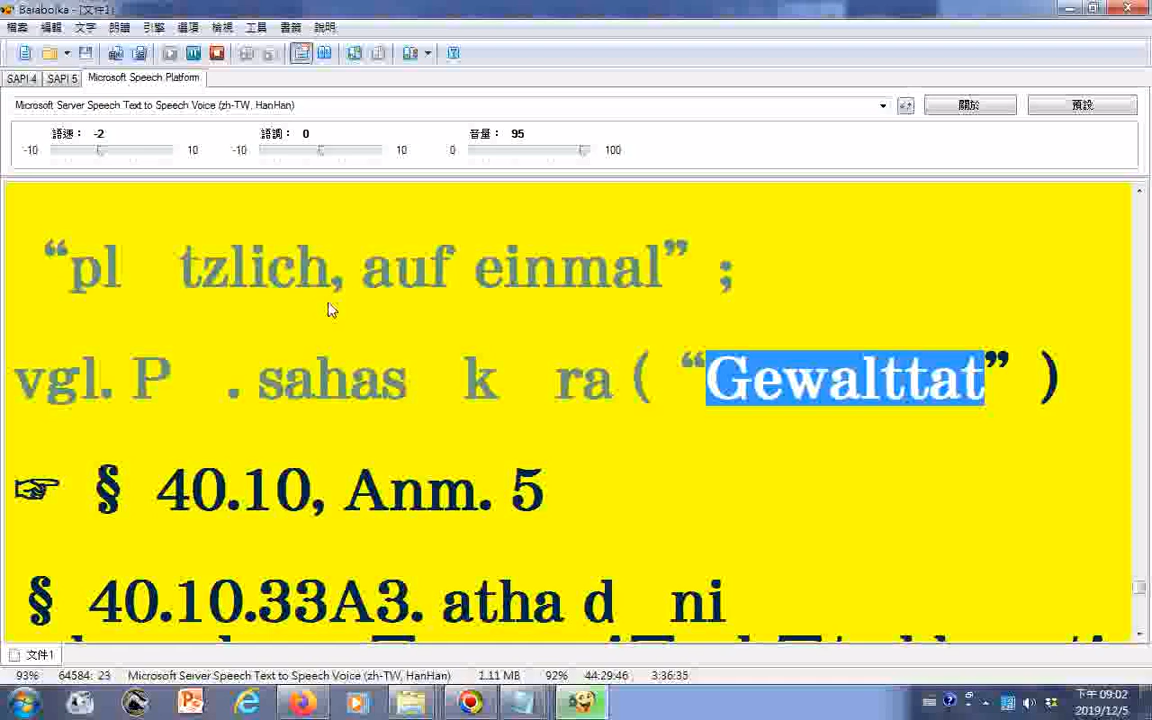 Balabolka - [文件1]
檔案 編輯 文字 朗讀 引擎 選項 檢視 工具 書籤 說明
SAPI 4 SAPI 5 Microsoft Speech Platform
Microsoft Server Speech Text to Speech Voice (zh-TW, HanHan) 關於 預設
語速： -2 語調： 0 音量： 95
-10 10 -10 10 0 100
“pl tzlich, auf einmal” ;
vgl. P . sahas k ra ( “Gewalttat” )
☞ § 40.10, Anm. 5
§ 40.10.33A3. atha d ni
文件1
93% 64584: 23 Microsoft Server Speech Text to Speech Voice (zh-TW, HanHan) 1.11 MB 92% 44:29:46 3:36:35
下午 09:02
2019/12/5